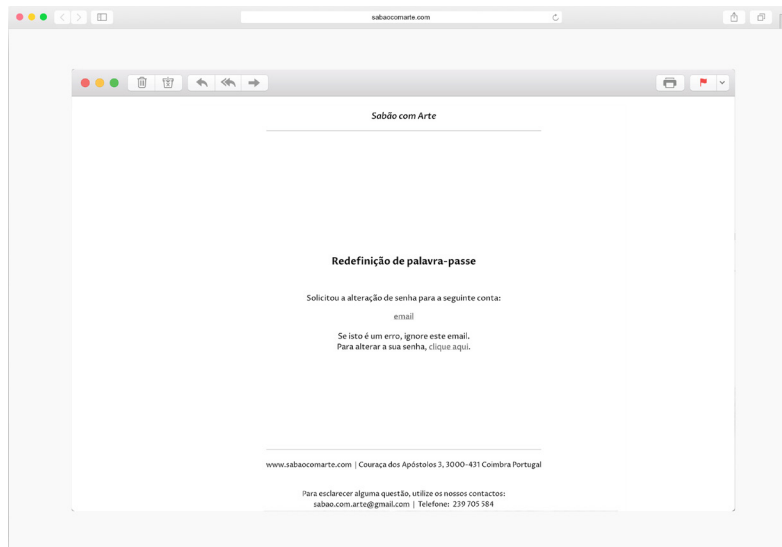 sabaocomarte.com
Sabão com Arte
Redefinição de palavra-passe
Solicitou a alteração de senha para a seguinte conta:
email
Se isto é um erro, ignore este email.
Para alterar a sua senha, clique aqui.
www.sabaocomarte.com | Couraça dos Apóstolos 3, 3000-431 Coimbra Portugal
Para esclarecer alguma questão, utilize os nossos contactos:
sabao.com.arte@gmail.com | Telefone: 239 705 584